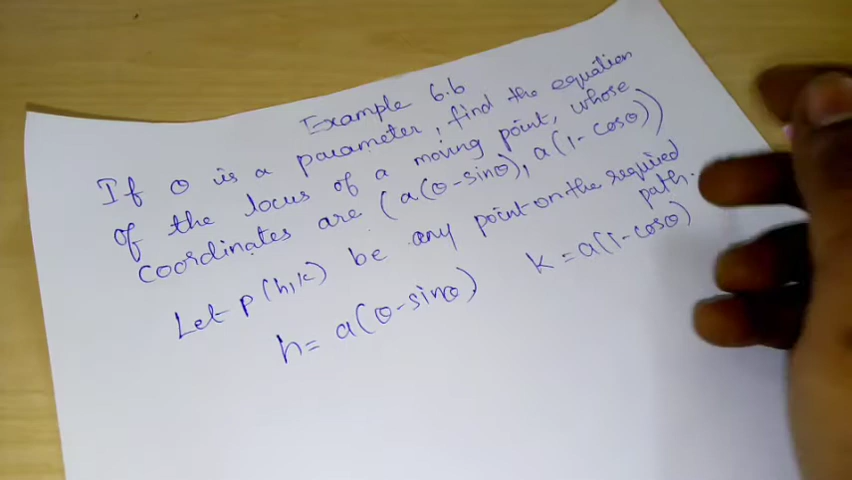 Example 6.6
If θ is a parameter, find the equation
of the locus of a moving point, whose
coordinates are (a(θ-sinθ), a(1-cosθ))
Let P(h,k) be any point on the required
path.
h= a(θ-sinθ) k=a(1-cosθ)